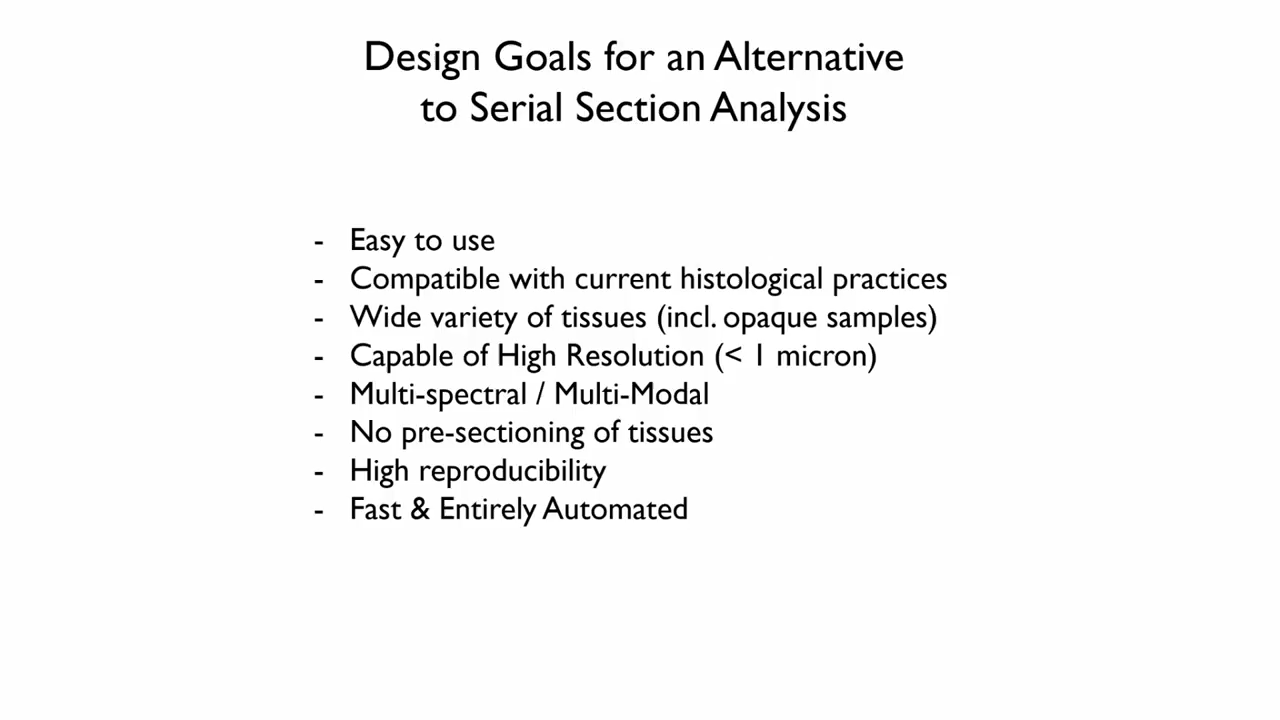 Design Goals for an Alternative
to Serial Section Analysis
- Easy to use
- Compatible with current histological practices
- Wide variety of tissues (incl. opaque samples)
- Capable of High Resolution (< 1 micron)
- Multi-spectral / Multi-Modal
- No pre-sectioning of tissues
- High reproducibility
- Fast & Entirely Automated